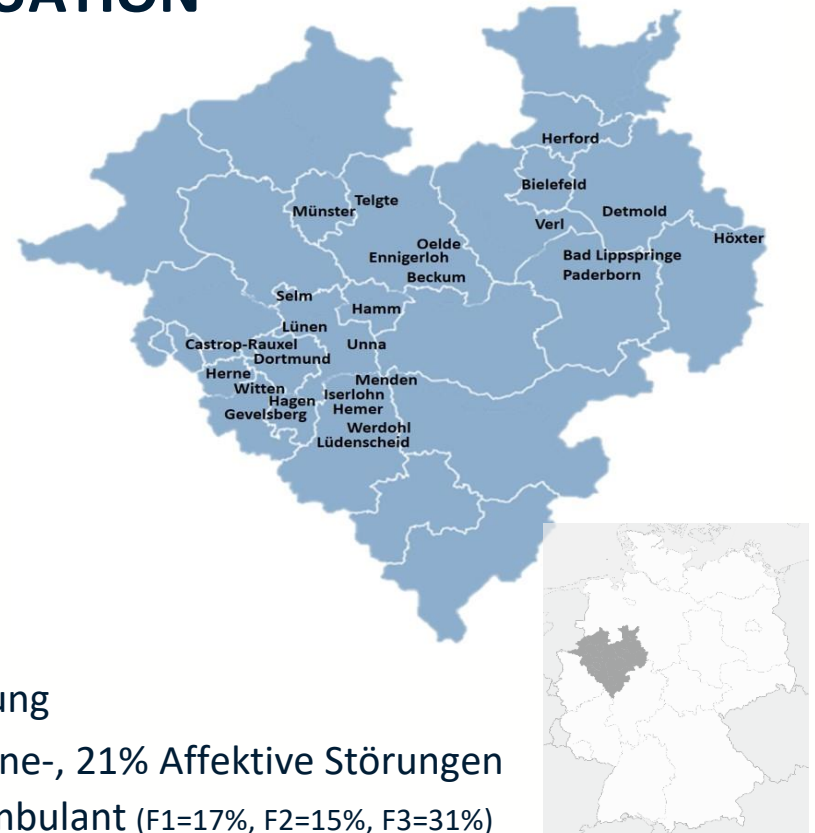 Herford
Bielefeld
Telgte
Münster
Detmold
Verl
Höxter
Oelde
Ennigerloh
Bad Lippspringe
Beckum
Paderborn
Selm
Hamm
Lünen
Castrop-Rauxel
Unna
Dortmund
Herne
Menden
Witten
Iserlohn
Hagen
Hemer
Gevelsberg
Werdohl
Lüdenscheid
ung
ne-, 21% Affektive Störungen
mbulant (F1=17%, F2=15%, F3=31%)